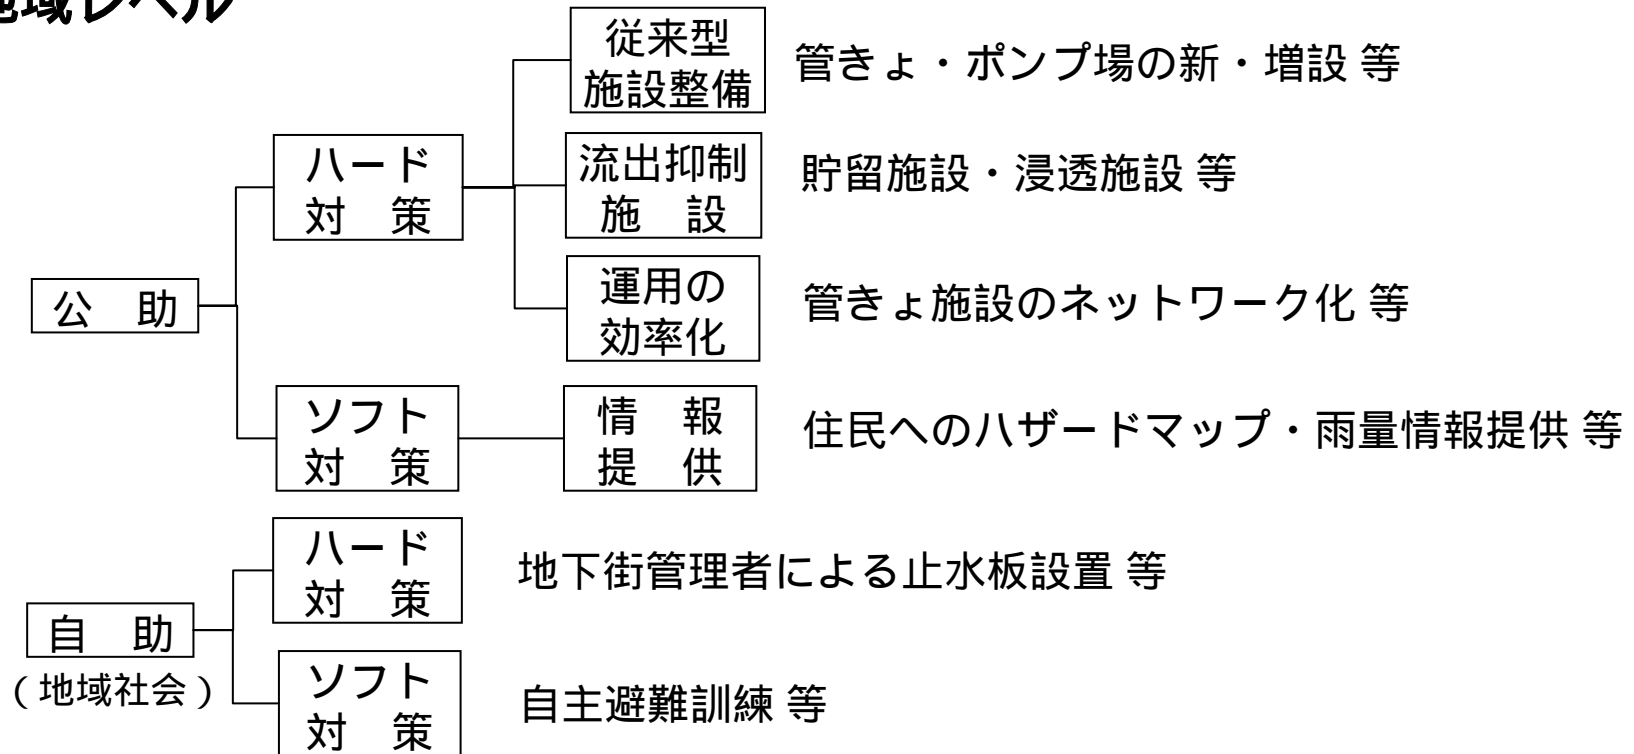 地域レベル
従来型
施設整備
管きょ・ポンプ場の新・増設 等
ハード
対 策
流出抑制
施 設
貯留施設・浸透施設 等
公 助
運用の
効率化
管きょ施設のネットワーク化 等
ソフト
対 策
情 報
提 供
住民へのハザードマップ・雨量情報提供 等
ハード
対 策
地下街管理者による止水板設置 等
自 助
(地域社会)
ソフト
対 策
自主避難訓練 等